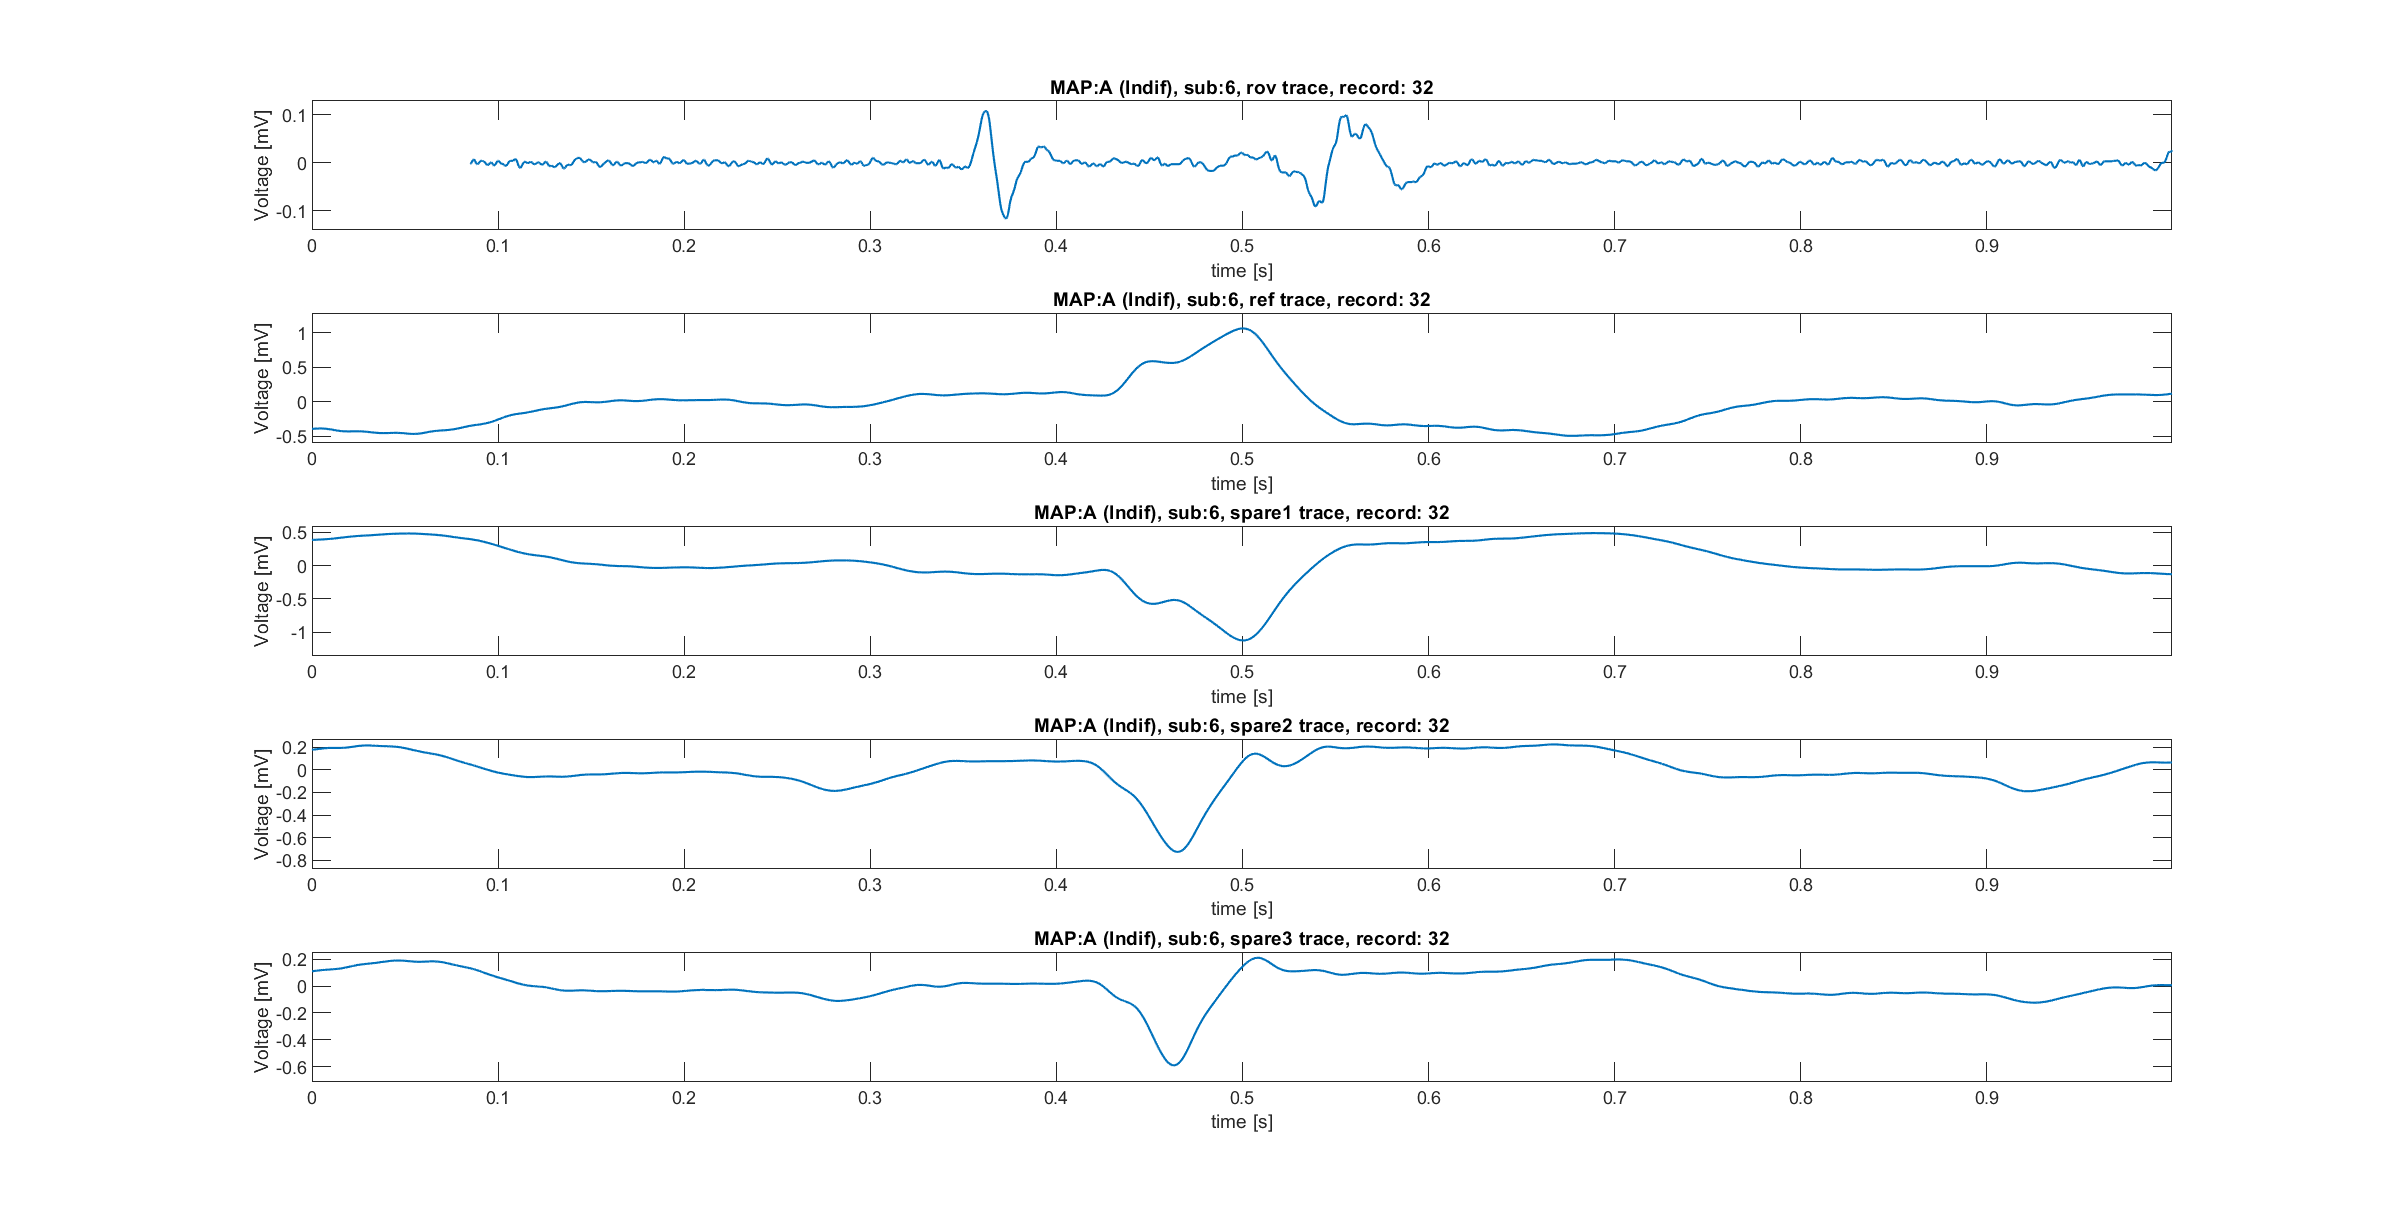 MAP:A (Indif), sub:6, rov trace, record: 32
Voltage [mV]
0.1
0
-0.1
0 0.1 0.2 0.3 0.4 0.5 0.6 0.7 0.8 0.9
time [s]
MAP:A (Indif), sub:6, ref trace, record: 32
Voltage [mV]
1
0.5
0
-0.5
0 0.1 0.2 0.3 0.4 0.5 0.6 0.7 0.8 0.9
time [s]
MAP:A (Indif), sub:6, spare1 trace, record: 32
Voltage [mV]
0.5
0
-0.5
-1
0 0.1 0.2 0.3 0.4 0.5 0.6 0.7 0.8 0.9
time [s]
MAP:A (Indif), sub:6, spare2 trace, record: 32
Voltage [mV]
0.2
0
-0.2
-0.4
-0.6
-0.8
0 0.1 0.2 0.3 0.4 0.5 0.6 0.7 0.8 0.9
time [s]
MAP:A (Indif), sub:6, spare3 trace, record: 32
Voltage [mV]
0.2
0
-0.2
-0.4
-0.6
0 0.1 0.2 0.3 0.4 0.5 0.6 0.7 0.8 0.9
time [s]